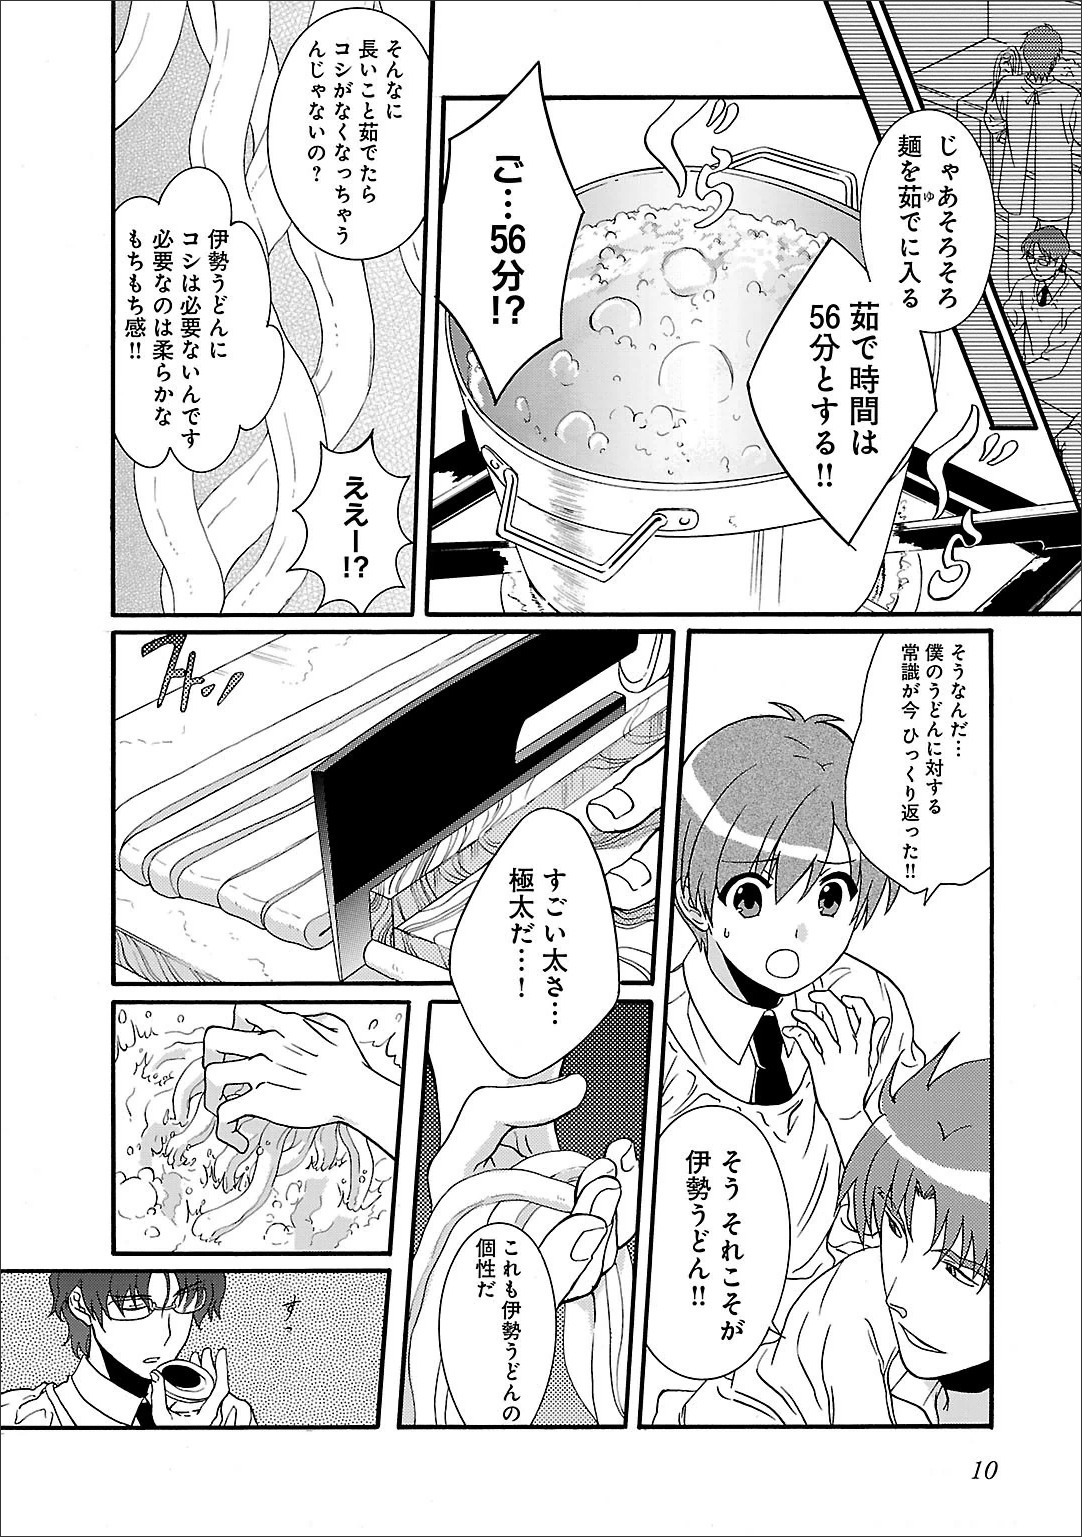 じゃあそろそろ
麺を茹でに入る
ゆ
茹で時間は
56分とする!!
ご…56分!?
そんなに
長いこと茹でたら
コシがなくなっちゃう
んじゃないの?
伊勢うどんに
コシは必要ないんです
必要なのは柔らかな
もちもち感!!
ええー!?
そうなんだ…
僕のうどんに対する
常識が今 ひっくり返った!!
そう それこそが
伊勢うどん!!
すごい太さ…
極太だ…!
これも伊勢うどんの
個性だ
す…
10